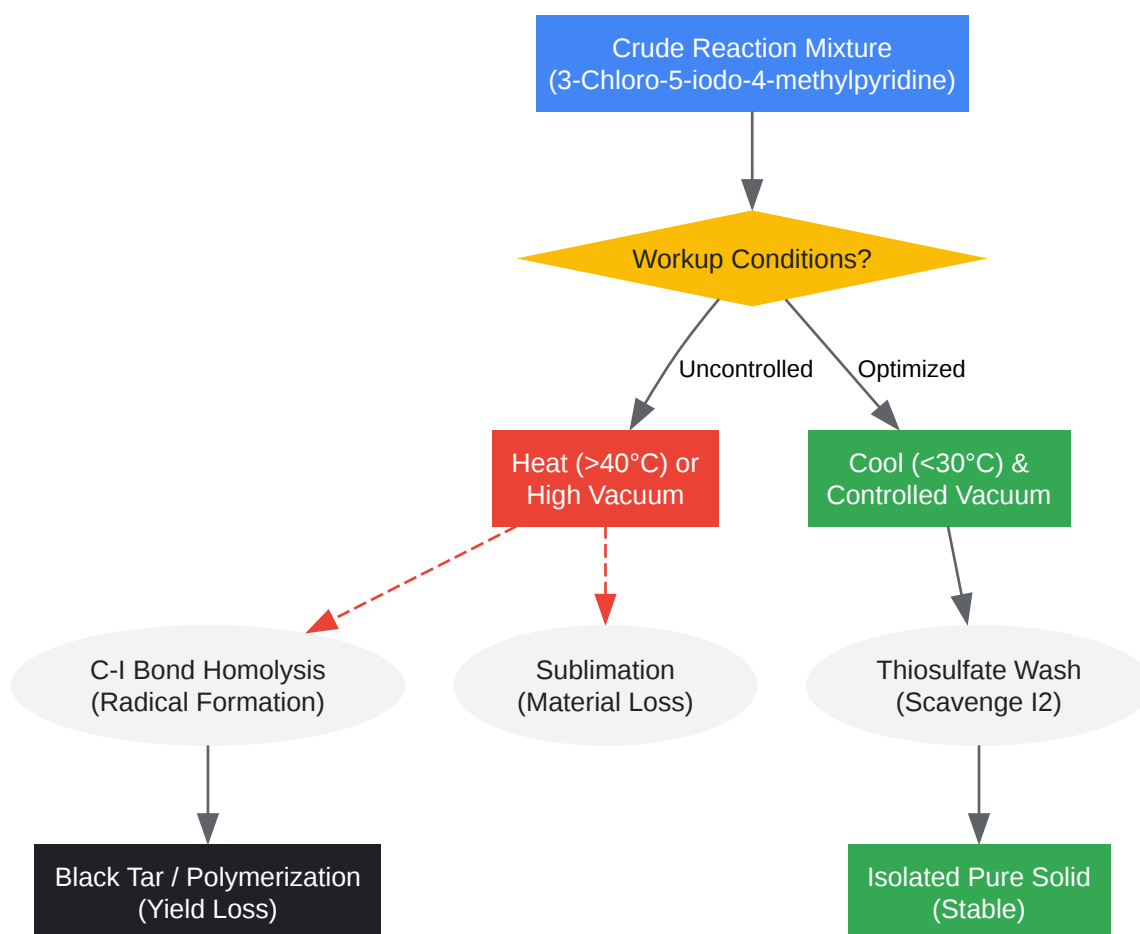 Crude Reaction Mixture
(3-Chloro-5-iodo-4-methylpyridine)
Workup Conditions?
Uncontrolled
Optimized
Heat (>40°C) or
High Vacuum
Cool (<30°C) &
Controlled Vacuum
C-I Bond Homolysis
(Radical Formation)
Sublimation
(Material Loss)
Thiosulfate Wash
(Scavenge I2)
Black Tar / Polymerization
(Yield Loss)
Isolated Pure Solid
(Stable)